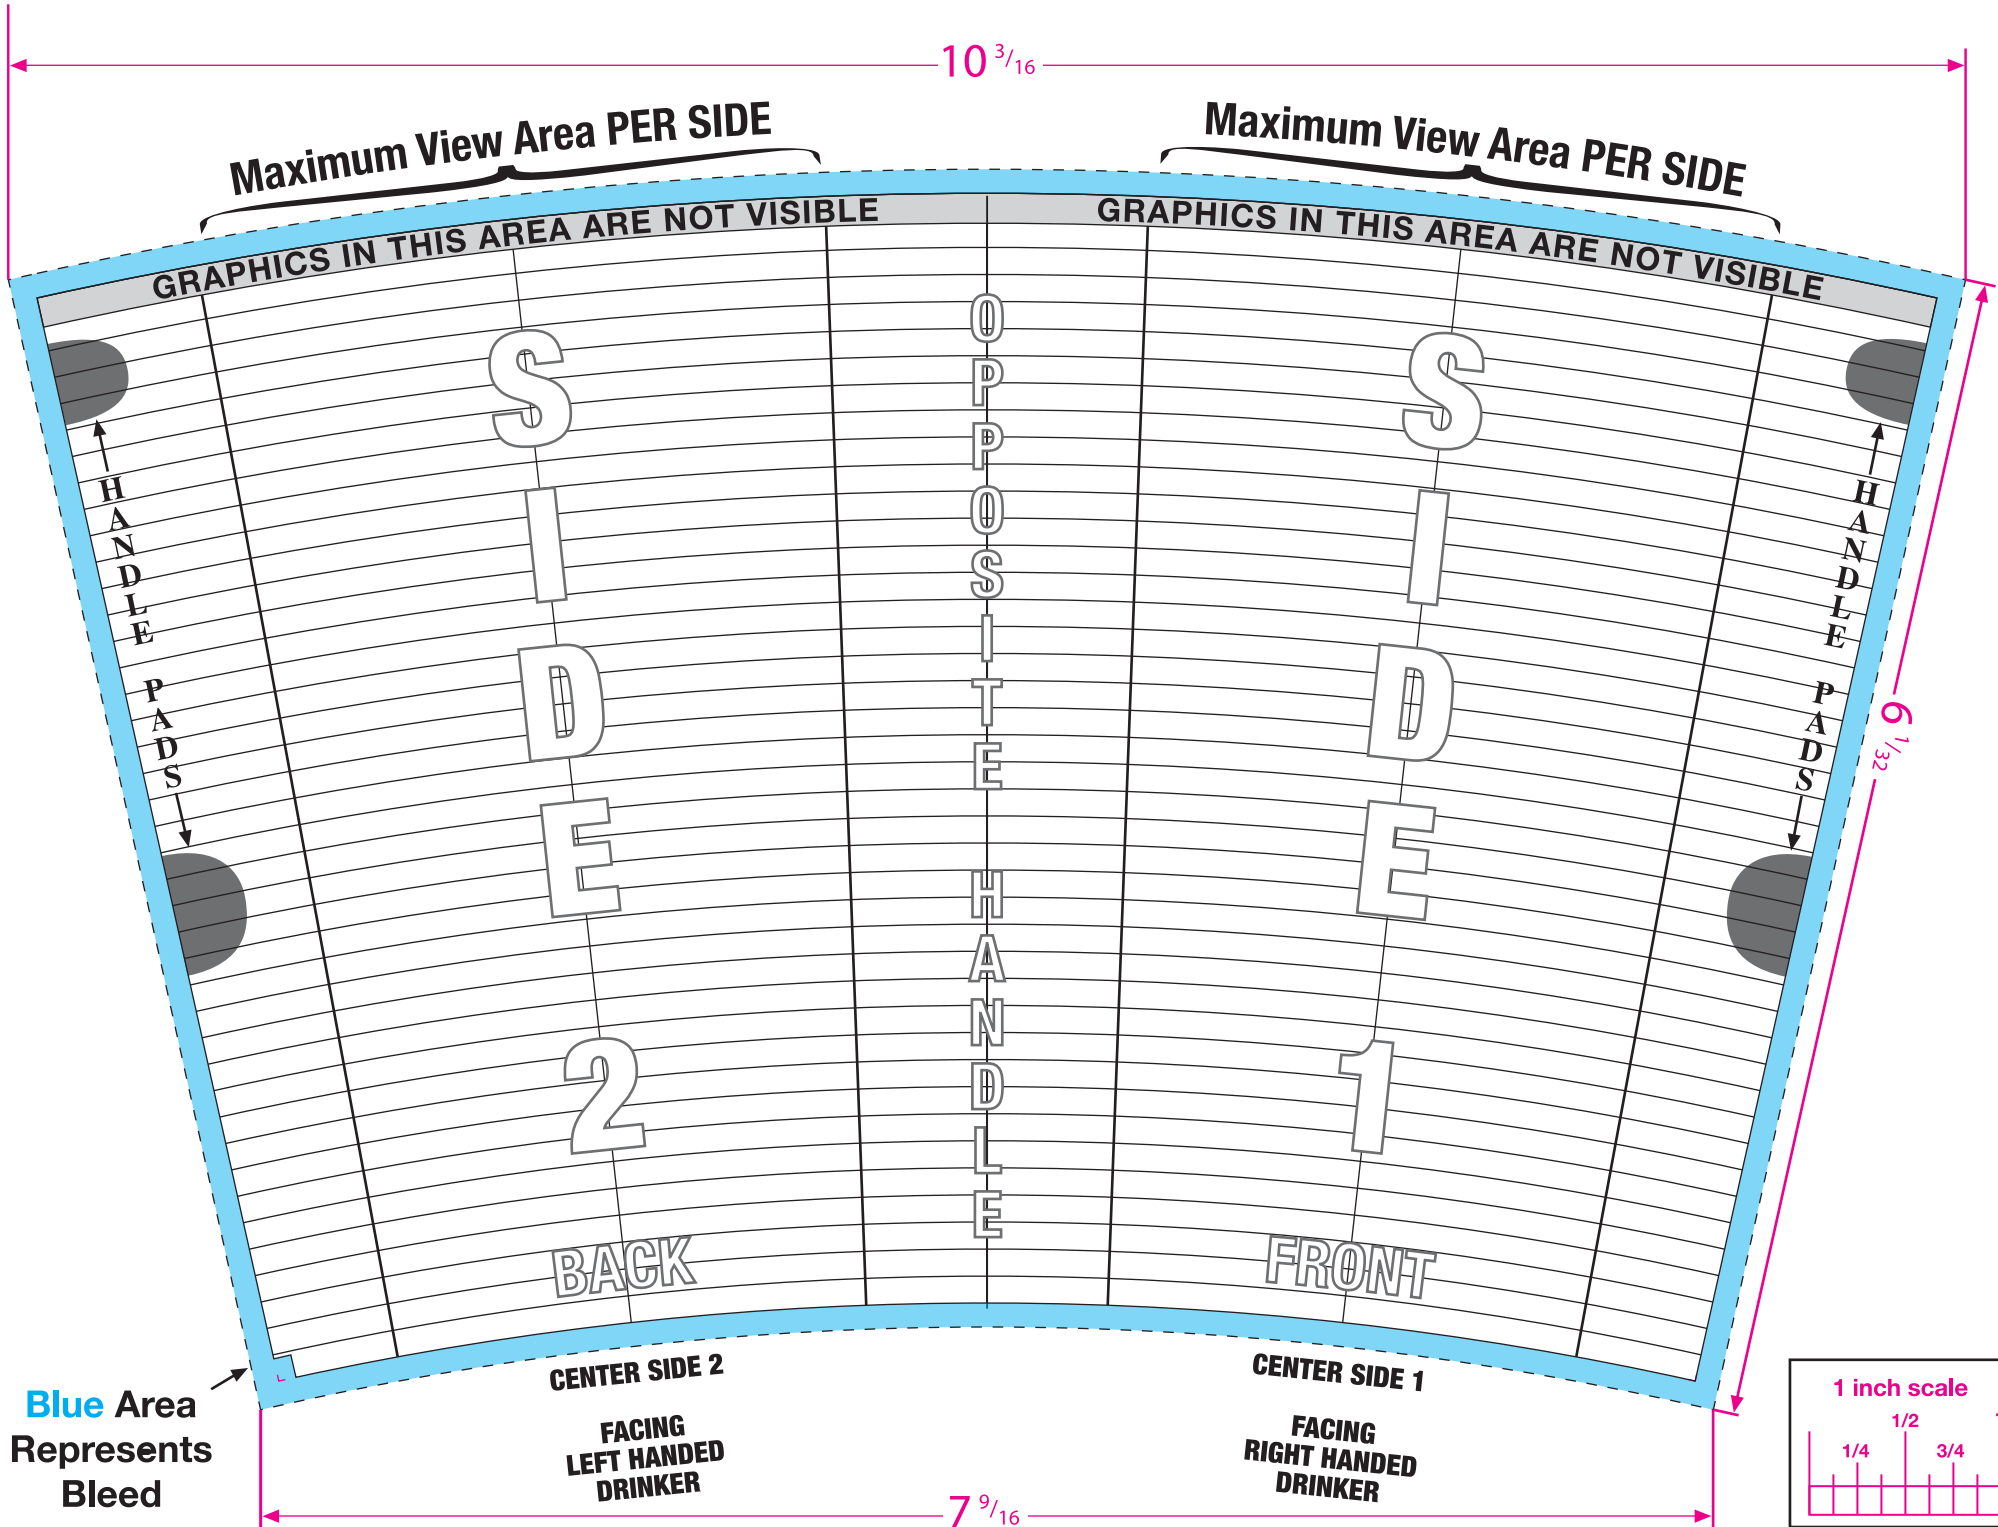 10 3/16
Maximum View Area PER SIDE
Maximum View Area PER SIDE
GRAPHICS IN THIS AREA ARE NOT VISIBLE
GRAPHICS IN THIS AREA ARE NOT VISIBLE
HANDLE PADS
SIDE 2
OPPOSITE HANDLE
SIDE 1
HANDLE PADS
6 1/32
BACK
FRONT
CENTER SIDE 2
CENTER SIDE 1
Blue Area
Represents
Bleed
FACING
LEFT HANDED
DRINKER
FACING
RIGHT HANDED
DRINKER
7 9/16
1 inch scale
1/2
1/4 3/4